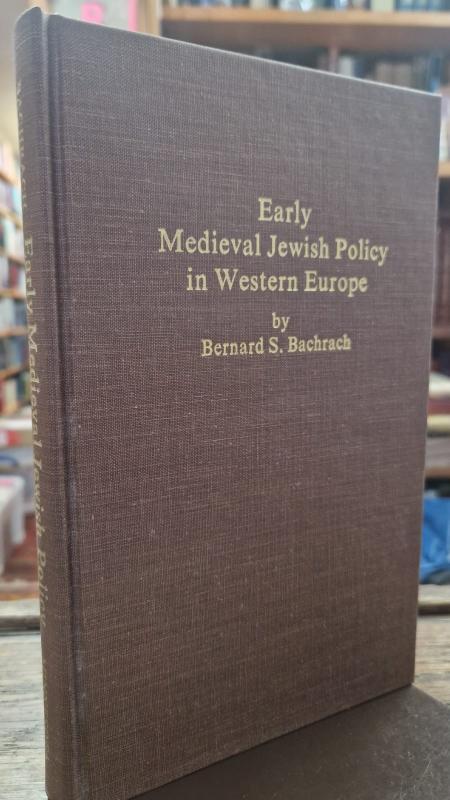 Early
Medieval Jewish Policy
in Western Europe
by
Bernard S. Bachrach
Early Medieval Jewish Policy